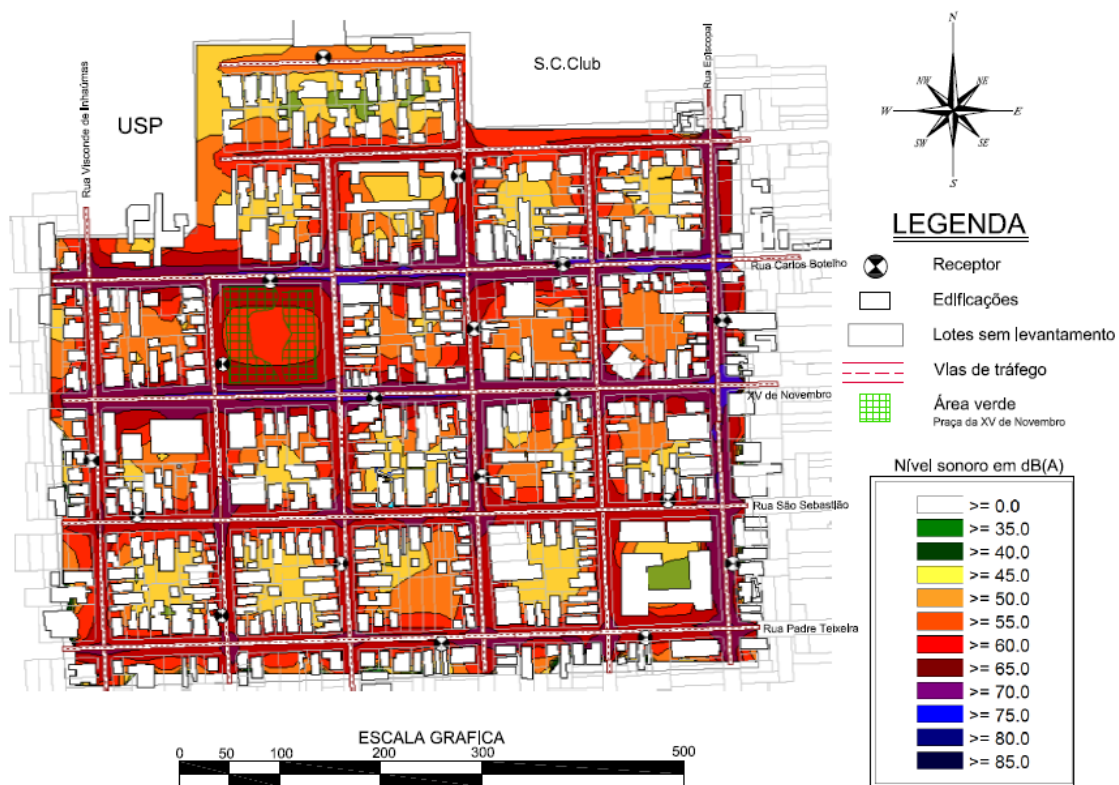 USP
S.C.Club
Rua Visconde de Inhaúmas
Rua Episcopal
Rua Carlos Botelho
XV de Novembro
Rua São Sebastião
Rua Padre Teixeira
N
NE
E
SE
S
SW
W
NW
LEGENDA
Receptor
Edificações
Lotes sem levantamento
Vias de tráfego
Área verde
Praça da XV de Novembro
Nível sonoro em dB(A)
>= 0.0
>= 35.0
>= 40.0
>= 45.0
>= 50.0
>= 55.0
>= 60.0
>= 65.0
>= 70.0
>= 75.0
>= 80.0
>= 85.0
ESCALA GRAFICA
0 50 100 200 300 500